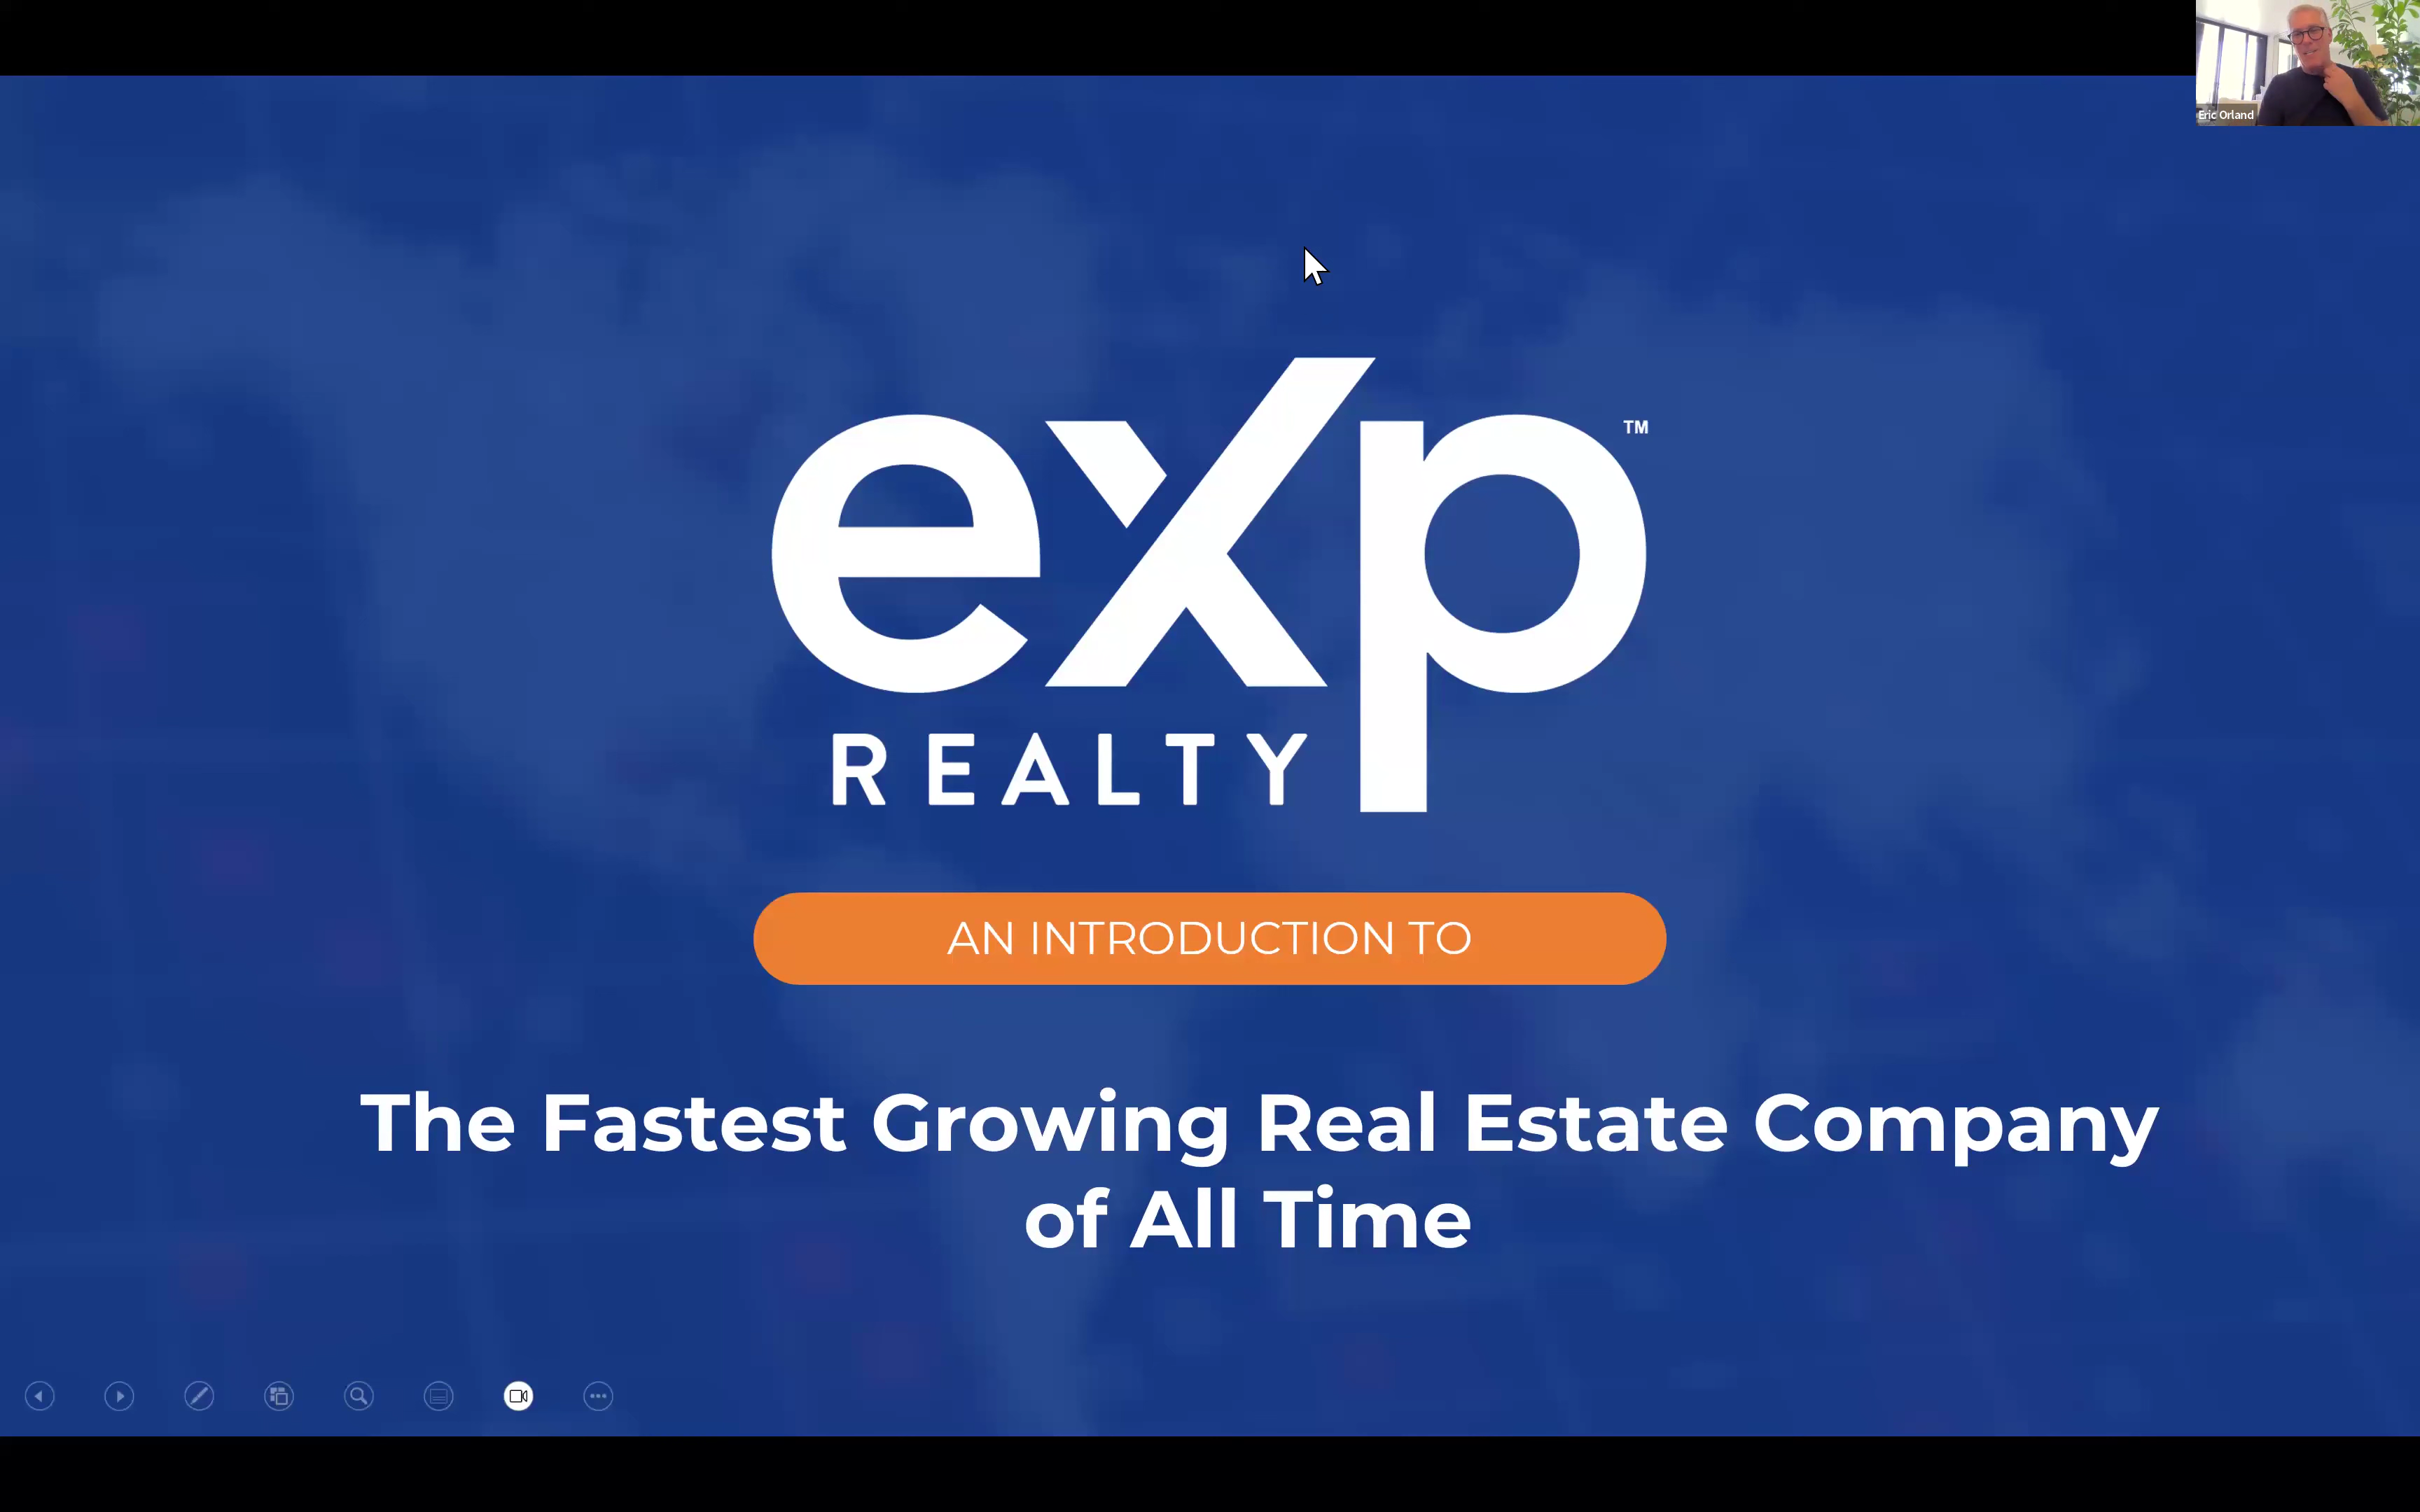 Eric Orland
exp
TM
REALTY
AN INTRODUCTION TO
The Fastest Growing Real Estate Company
of All Time